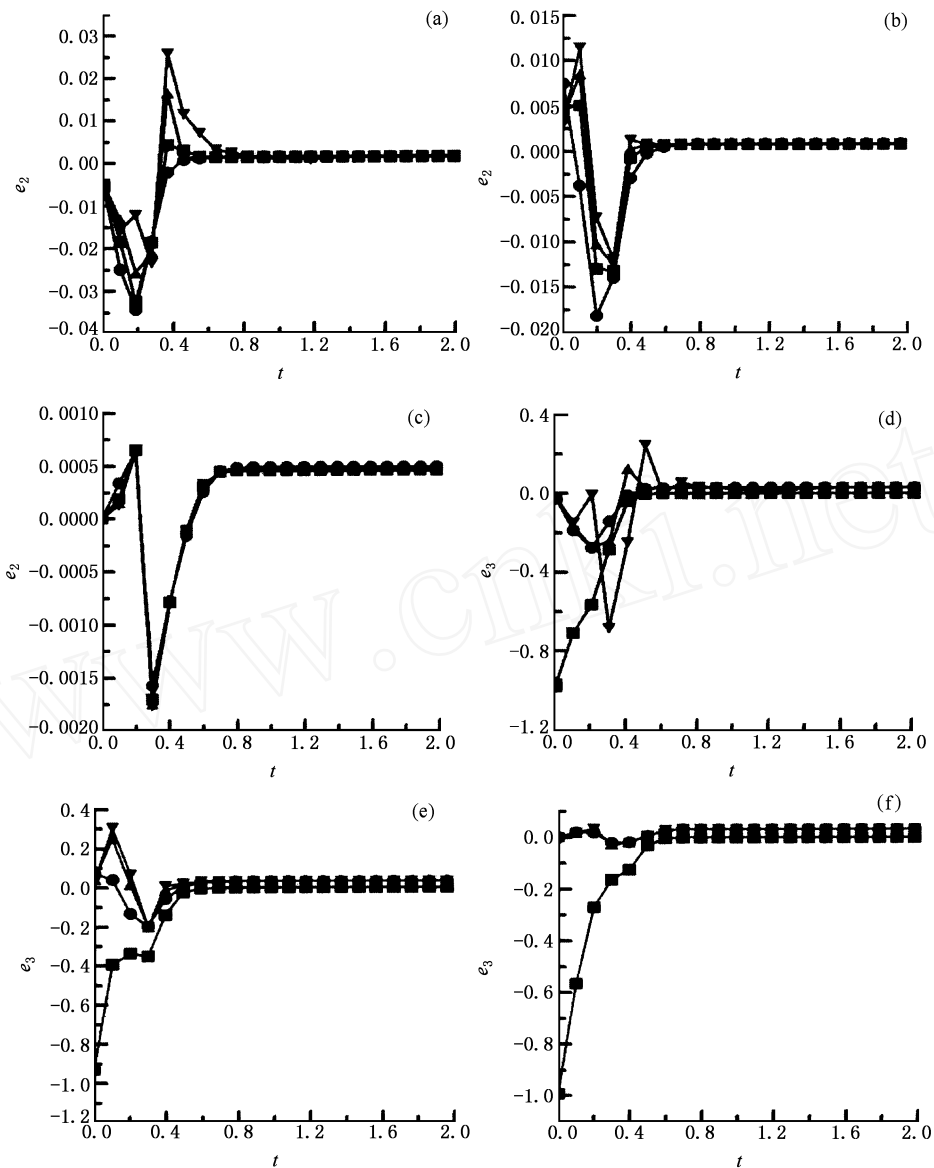 (a)
0.03
0.02
0.01
0.00
-0.01
-0.02
-0.03
-0.04
e2
0.0 0.4 0.8 1.2 1.6 2.0
t
(b)
0.015
0.010
0.005
0.000
-0.005
-0.010
-0.015
-0.020
e2
0.0 0.4 0.8 1.2 1.6 2.0
t
(c)
0.0010
0.0005
0.0000
-0.0005
-0.0010
-0.0015
-0.0020
e2
0.0 0.4 0.8 1.2 1.6 2.0
t
(d)
0.4
0.0
-0.4
-0.8
-1.2
e3
0.0 0.4 0.8 1.2 1.6 2.0
t
(e)
0.4
0.2
0.0
-0.2
-0.4
-0.6
-0.8
-1.0
-1.2
e3
0.0 0.4 0.8 1.2 1.6 2.0
t
(f)
0.0
-0.2
-0.4
-0.6
-0.8
-1.0
e3
0.0 0.4 0.8 1.2 1.6 2.0
t
www.cnki.net